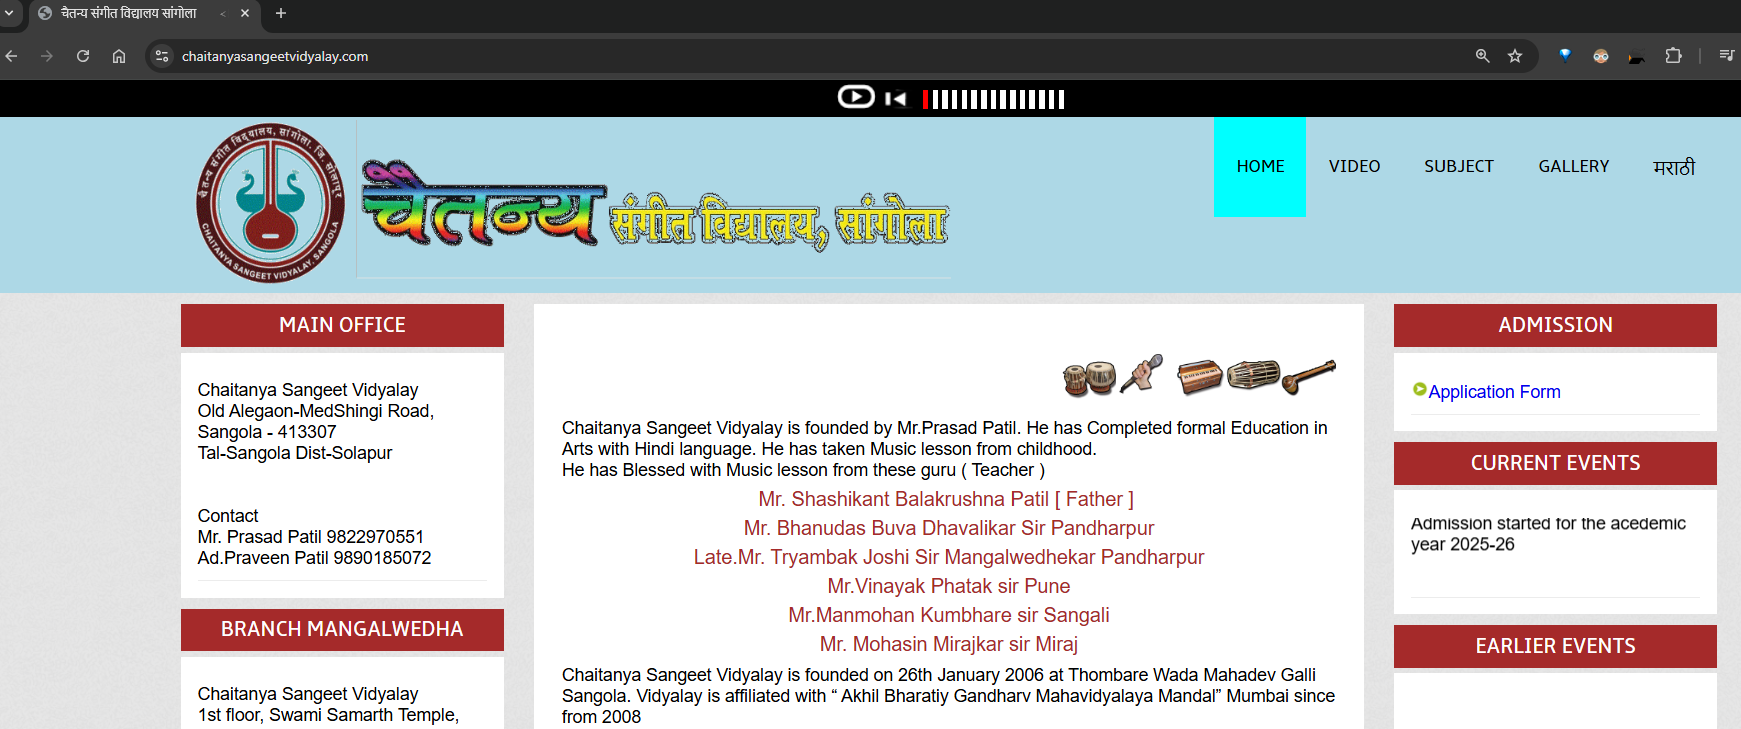 चैतन्य संगीत विद्यालय सांगोला
chaitanyasangeetvidyalay.com
चैतन्य संगीत विद्यालय, सांगोला. जि. सोलापूर
CHAITANYA SANGEET VIDYALAY, SANGOLA
चैतन्य संगीत विद्यालय, सांगोला
HOME
VIDEO
SUBJECT
GALLERY
मराठी
MAIN OFFICE
Chaitanya Sangeet Vidyalay
Old Alegaon-MedShingi Road,
Sangola - 413307
Tal-Sangola Dist-Solapur
Contact
Mr. Prasad Patil 9822970551
Ad.Praveen Patil 9890185072
BRANCH MANGALWEDHA
Chaitanya Sangeet Vidyalay
1st floor, Swami Samarth Temple,
Chaitanya Sangeet Vidyalay is founded by Mr.Prasad Patil. He has Completed formal Education in
Arts with Hindi language. He has taken Music lesson from childhood.
He has Blessed with Music lesson from these guru ( Teacher )
Mr. Shashikant Balakrushna Patil [ Father ]
Mr. Bhanudas Buva Dhavalikar Sir Pandharpur
Late.Mr. Tryambak Joshi Sir Mangalwedhekar Pandharpur
Mr.Vinayak Phatak sir Pune
Mr.Manmohan Kumbhare sir Sangali
Mr. Mohasin Mirajkar sir Miraj
Chaitanya Sangeet Vidyalay is founded on 26th January 2006 at Thombare Wada Mahadev Galli
Sangola. Vidyalay is affiliated with “ Akhil Bharatiy Gandharv Mahavidyalaya Mandal” Mumbai since
from 2008
ADMISSION
Application Form
CURRENT EVENTS
Admission started for the acedemic
year 2025-26
EARLIER EVENTS